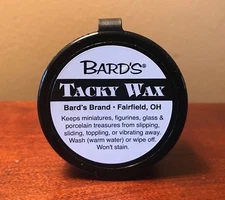 BARD'S®
TACKY WAX
Bard's Brand • Fairfield, OH
Keeps miniatures, figurines, glass &
porcelain treasures from slipping,
sliding, toppling, or vibrating away.
Wash (warm water) or wipe off.
Won't stain.